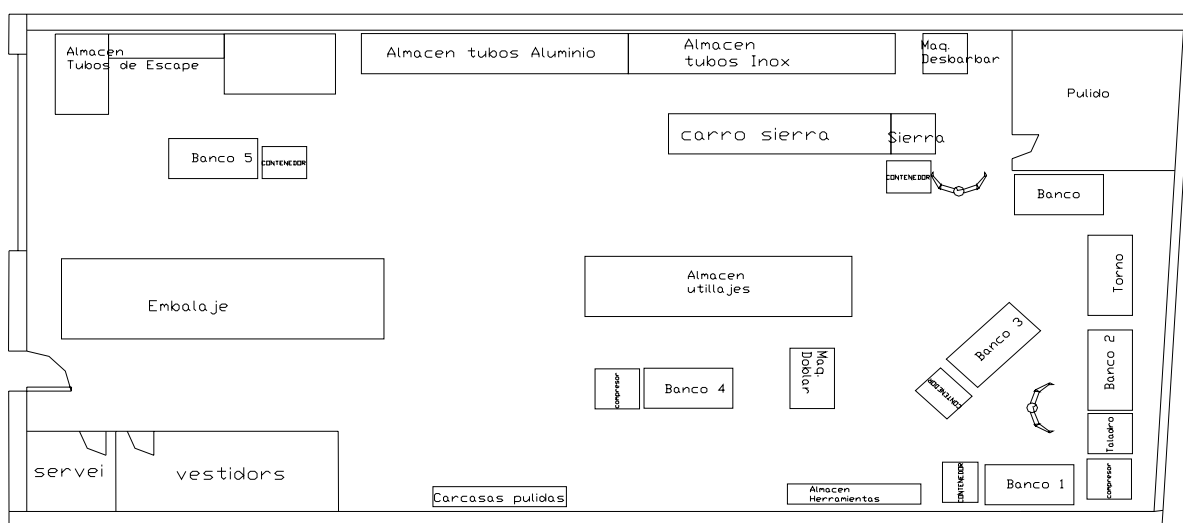 Almacen
Tubos de Escape
Almacen tubos Aluminio
Almacen
tubos Inox
Maq.
Desbarbar
Pulido
carro sierra
Sierra
Banco 5
CONTENEDOR
CONTENEDOR
Banco
Torno
Almacen
utillajes
Embalaje
Banco 3
CONTENEDOR
Maq.
Doblar
Banco 2
compresor
Banco 4
Taladro
servei
vestidors
Carcasas pulidas
Almacen
Herramientas
CONTENEDOR
Banco 1
compresor